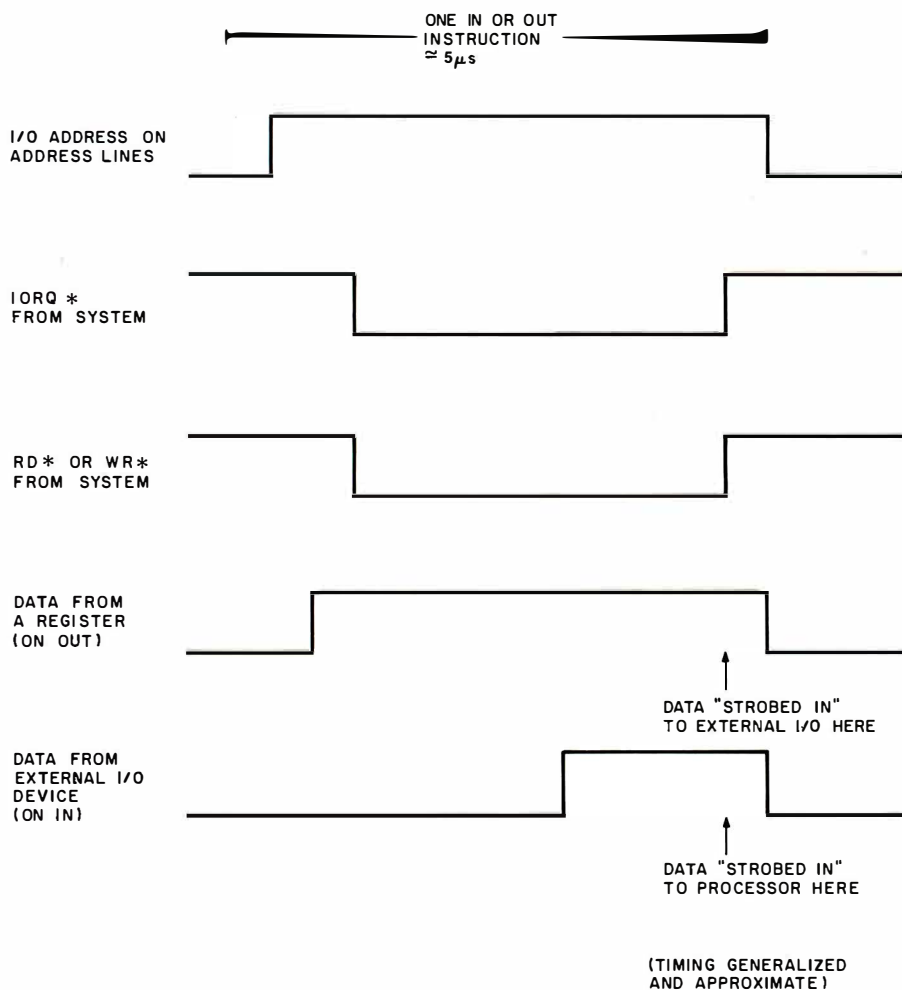 ONE IN OR OUT
INSTRUCTION
≃ 5μs
I/O ADDRESS ON
ADDRESS LINES
IORQ *
FROM SYSTEM
RD* OR WR*
FROM SYSTEM
DATA FROM
A REGISTER
(ON OUT)
DATA "STROBED IN"
TO EXTERNAL I/O HERE
DATA FROM
EXTERNAL I/O
DEVICE
(ON IN)
DATA "STROBED IN"
TO PROCESSOR HERE
(TIMING GENERALIZED
AND APPROXIMATE)